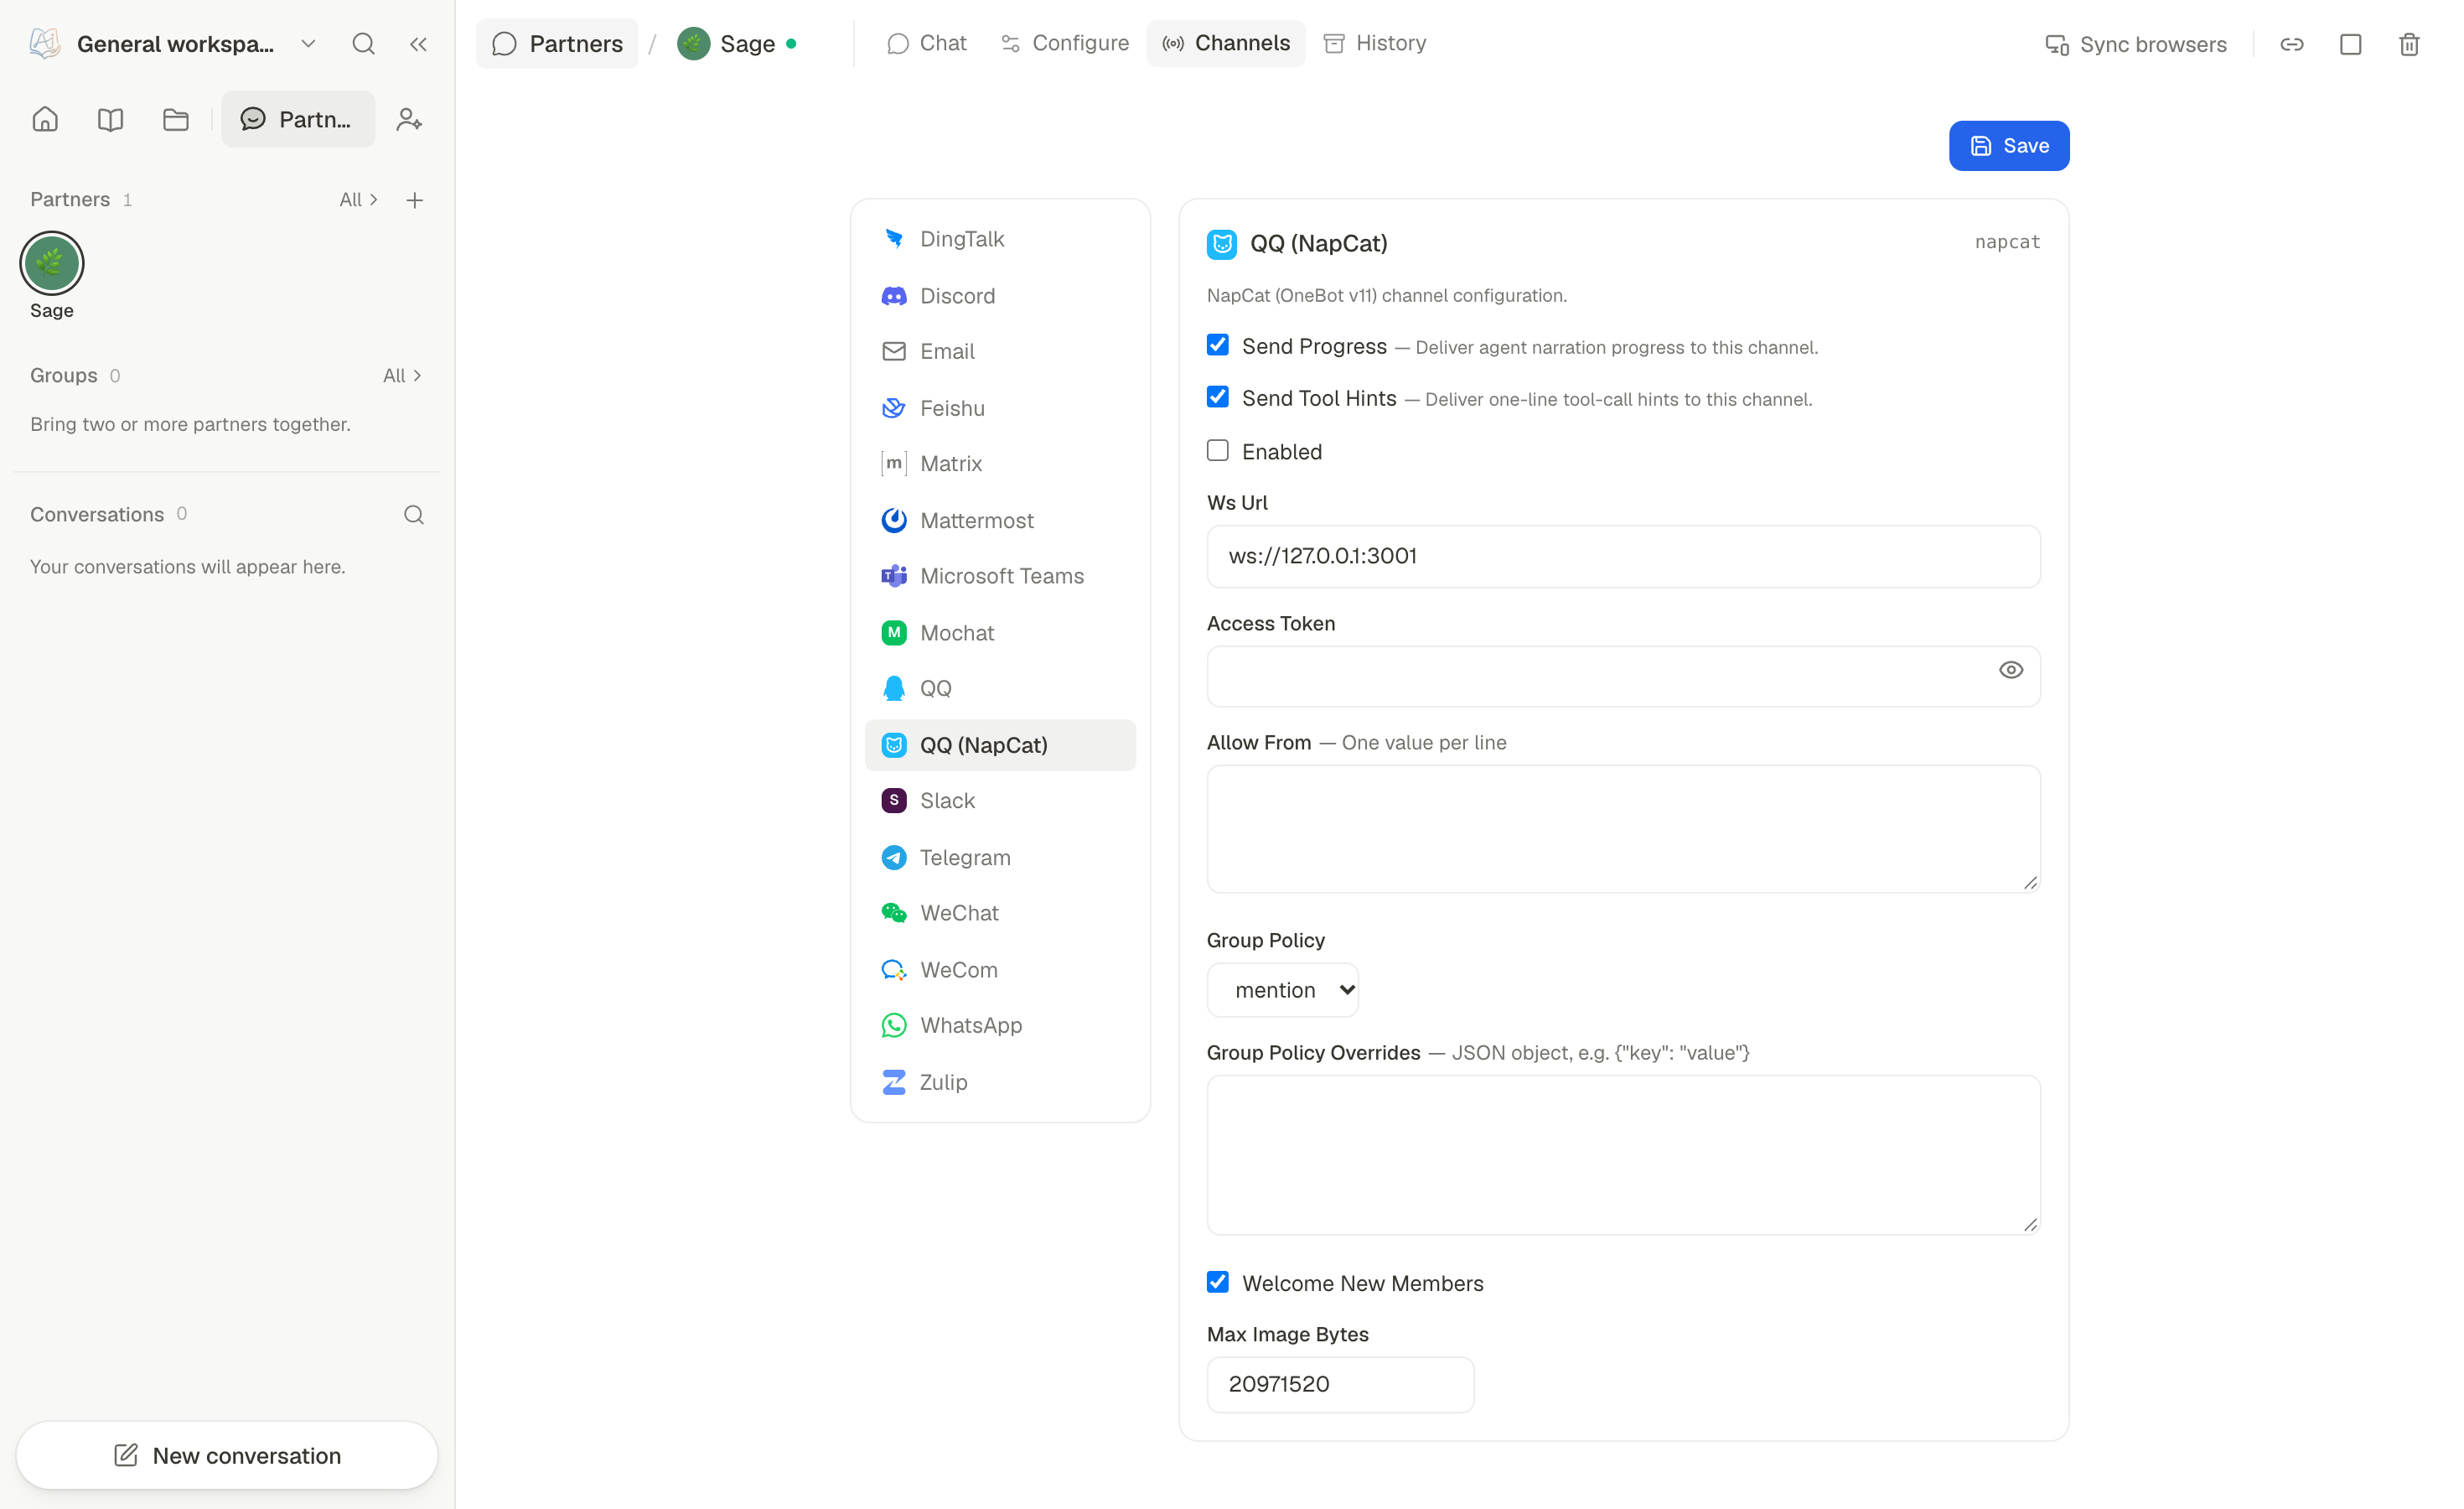 General workspa...
Partn...
Partners 1
All
Sage
Groups 0
All
Bring two or more partners together.
Conversations 0
Your conversations will appear here.
New conversation
Partners / Sage
Chat
Configure
Channels
History
Sync browsers
Save
DingTalk
Discord
Email
Feishu
[m] Matrix
Mattermost
T Microsoft Teams
M Mochat
QQ
QQ (NapCat)
S Slack
Telegram
WeChat
WeCom
WhatsApp
Zulip
QQ (NapCat)
napcat
NapCat (OneBot v11) channel configuration.
Send Progress — Deliver agent narration progress to this channel.
Send Tool Hints — Deliver one-line tool-call hints to this channel.
Enabled
Ws Url
ws://127.0.0.1:3001
Access Token
Allow From — One value per line
Group Policy
mention
Group Policy Overrides — JSON object, e.g. {"key": "value"}
Welcome New Members
Max Image Bytes
20971520